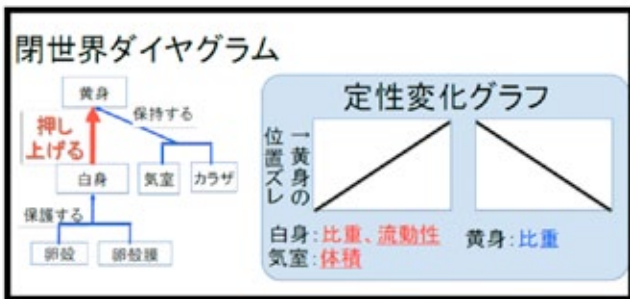 閉世界ダイヤグラム
黄身
保持する
押し
上げる
白身
気室
カラザ
保護する
卵殻
卵殻膜
定性変化グラフ
→黄身の
位置ズレ
白身:比重、流動性
気室:体積
黄身:比重